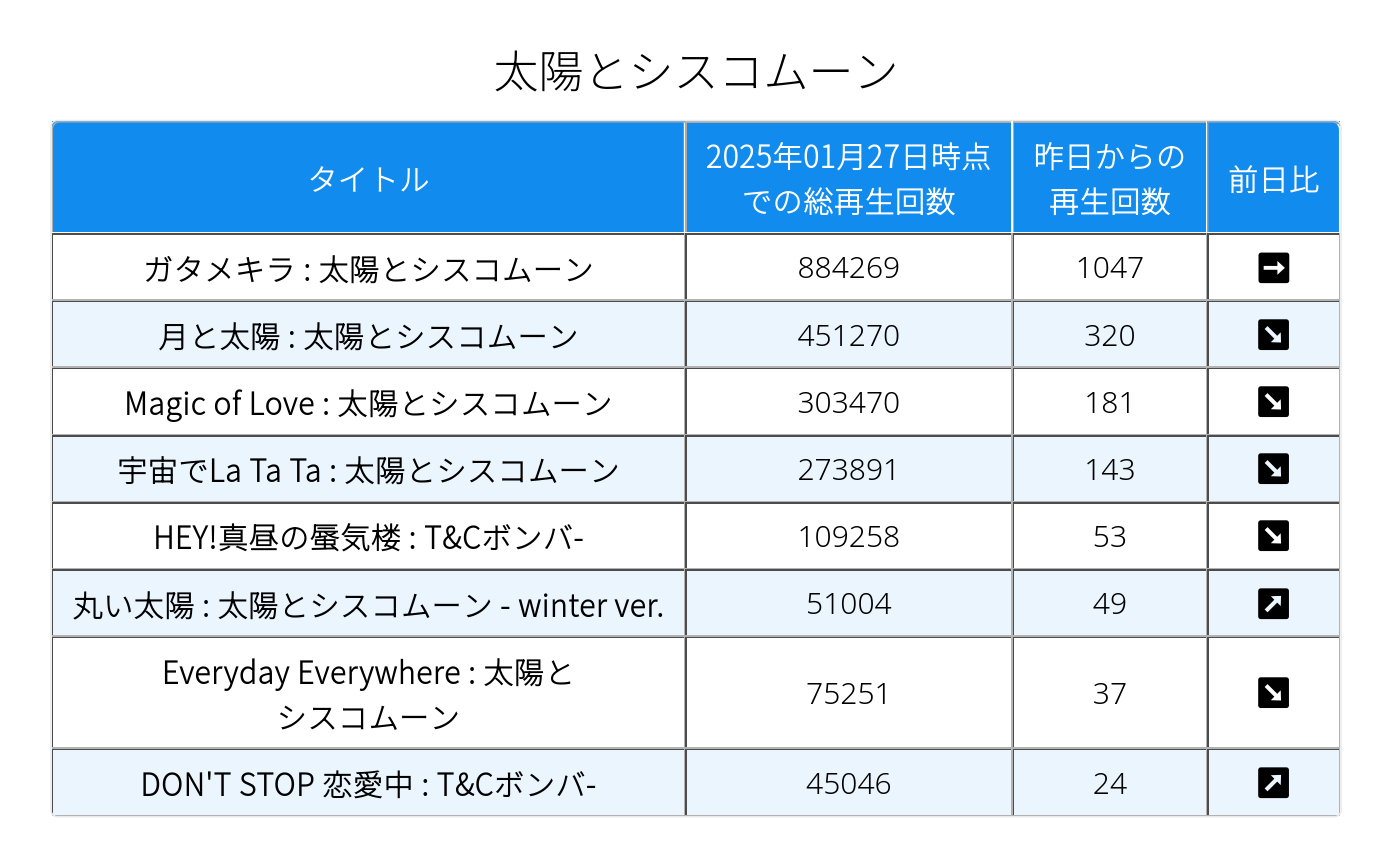 太陽とシスコムーン
タイトル
2025年01月27日時点
での総再生回数
昨日からの
再生回数
前日比
ガタメキラ : 太陽とシスコムーン 884269 1047 ➡
月と太陽 : 太陽とシスコムーン 451270 320 ↘
Magic of Love : 太陽とシスコムーン 303470 181 ↘
宇宙でLa Ta Ta : 太陽とシスコムーン 273891 143 ↘
HEY!真昼の蜃気楼 : T&Cボンバ- 109258 53 ↘
丸い太陽 : 太陽とシスコムーン - winter ver. 51004 49 ↗
Everyday Everywhere : 太陽と
シスコムーン 75251 37 ↘
DON'T STOP 恋愛中 : T&Cボンバ- 45046 24 ↗